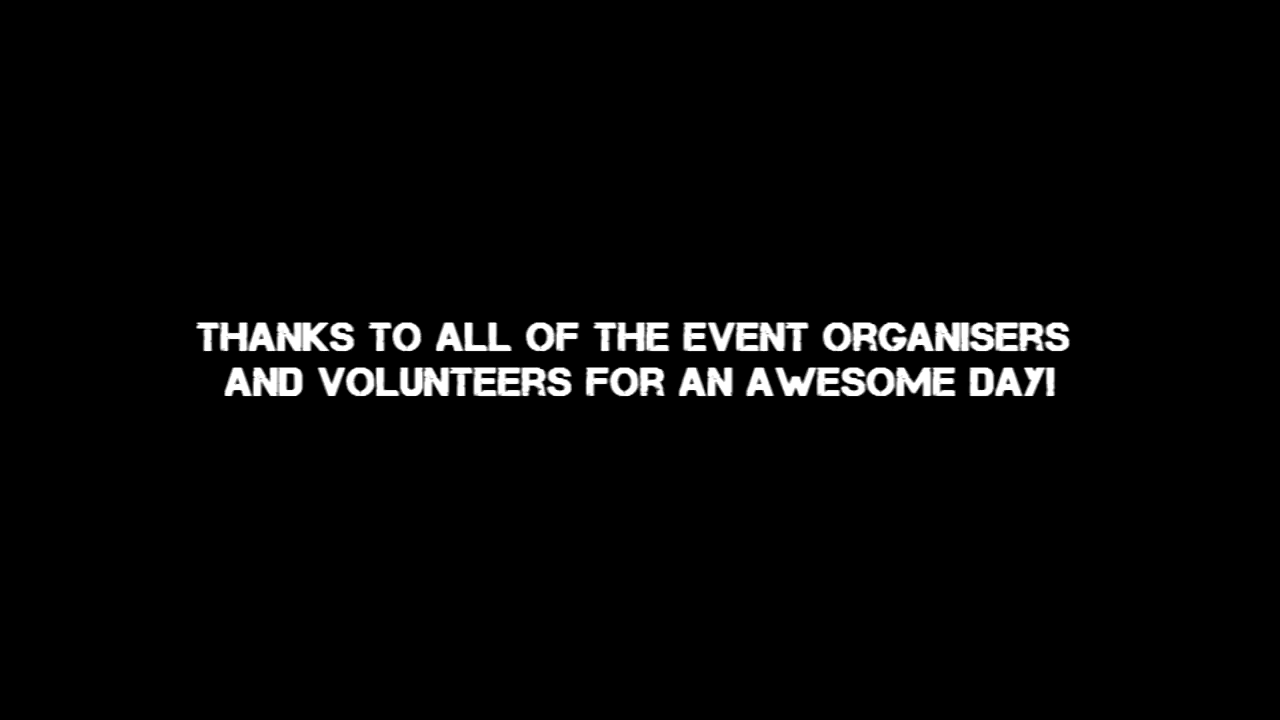 THANKS TO ALL OF THE EVENT ORGANISERS
AND VOLUNTEERS FOR AN AWESOME DAY!